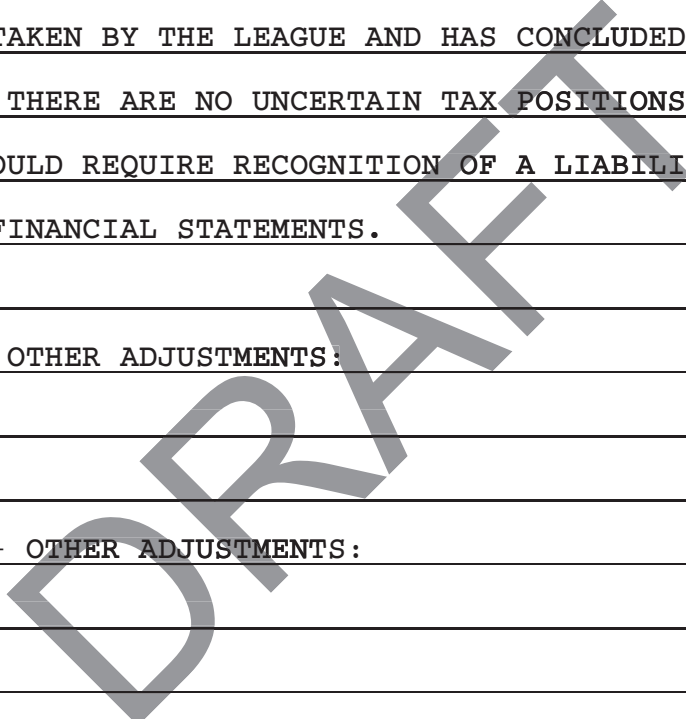 TAKEN BY THE LEAGUE AND HAS CONCLUDED
THERE ARE NO UNCERTAIN TAX POSITIONS
OULD REQUIRE RECOGNITION OF A LIABILI
FINANCIAL STATEMENTS.
OTHER ADJUSTMENTS:
- OTHER ADJUSTMENTS:
DRAFT